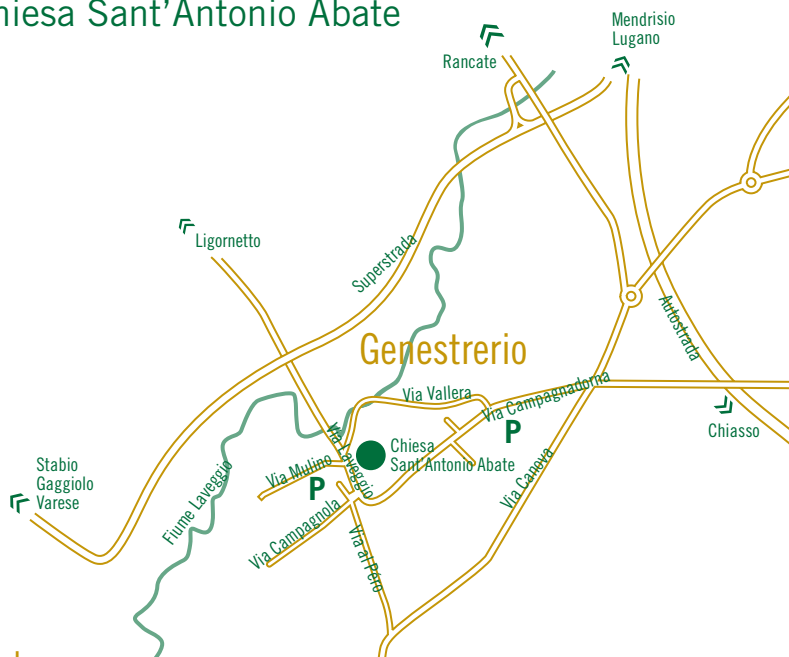 hiesa Sant'Antonio Abate
Mendrisio
Lugano
Rancate
Ligornetto
Superstrada
Autostrada
Genestrerio
Via Vallera
Via Campagnadorna
P
Chiasso
Chiesa
Sant'Antonio Abate
Via Laveggio
Via Mulino
P
Via Canova
Stabio
Gaggiolo
Varese
Fiume Laveggio
Via Campagnola
Via al Péro